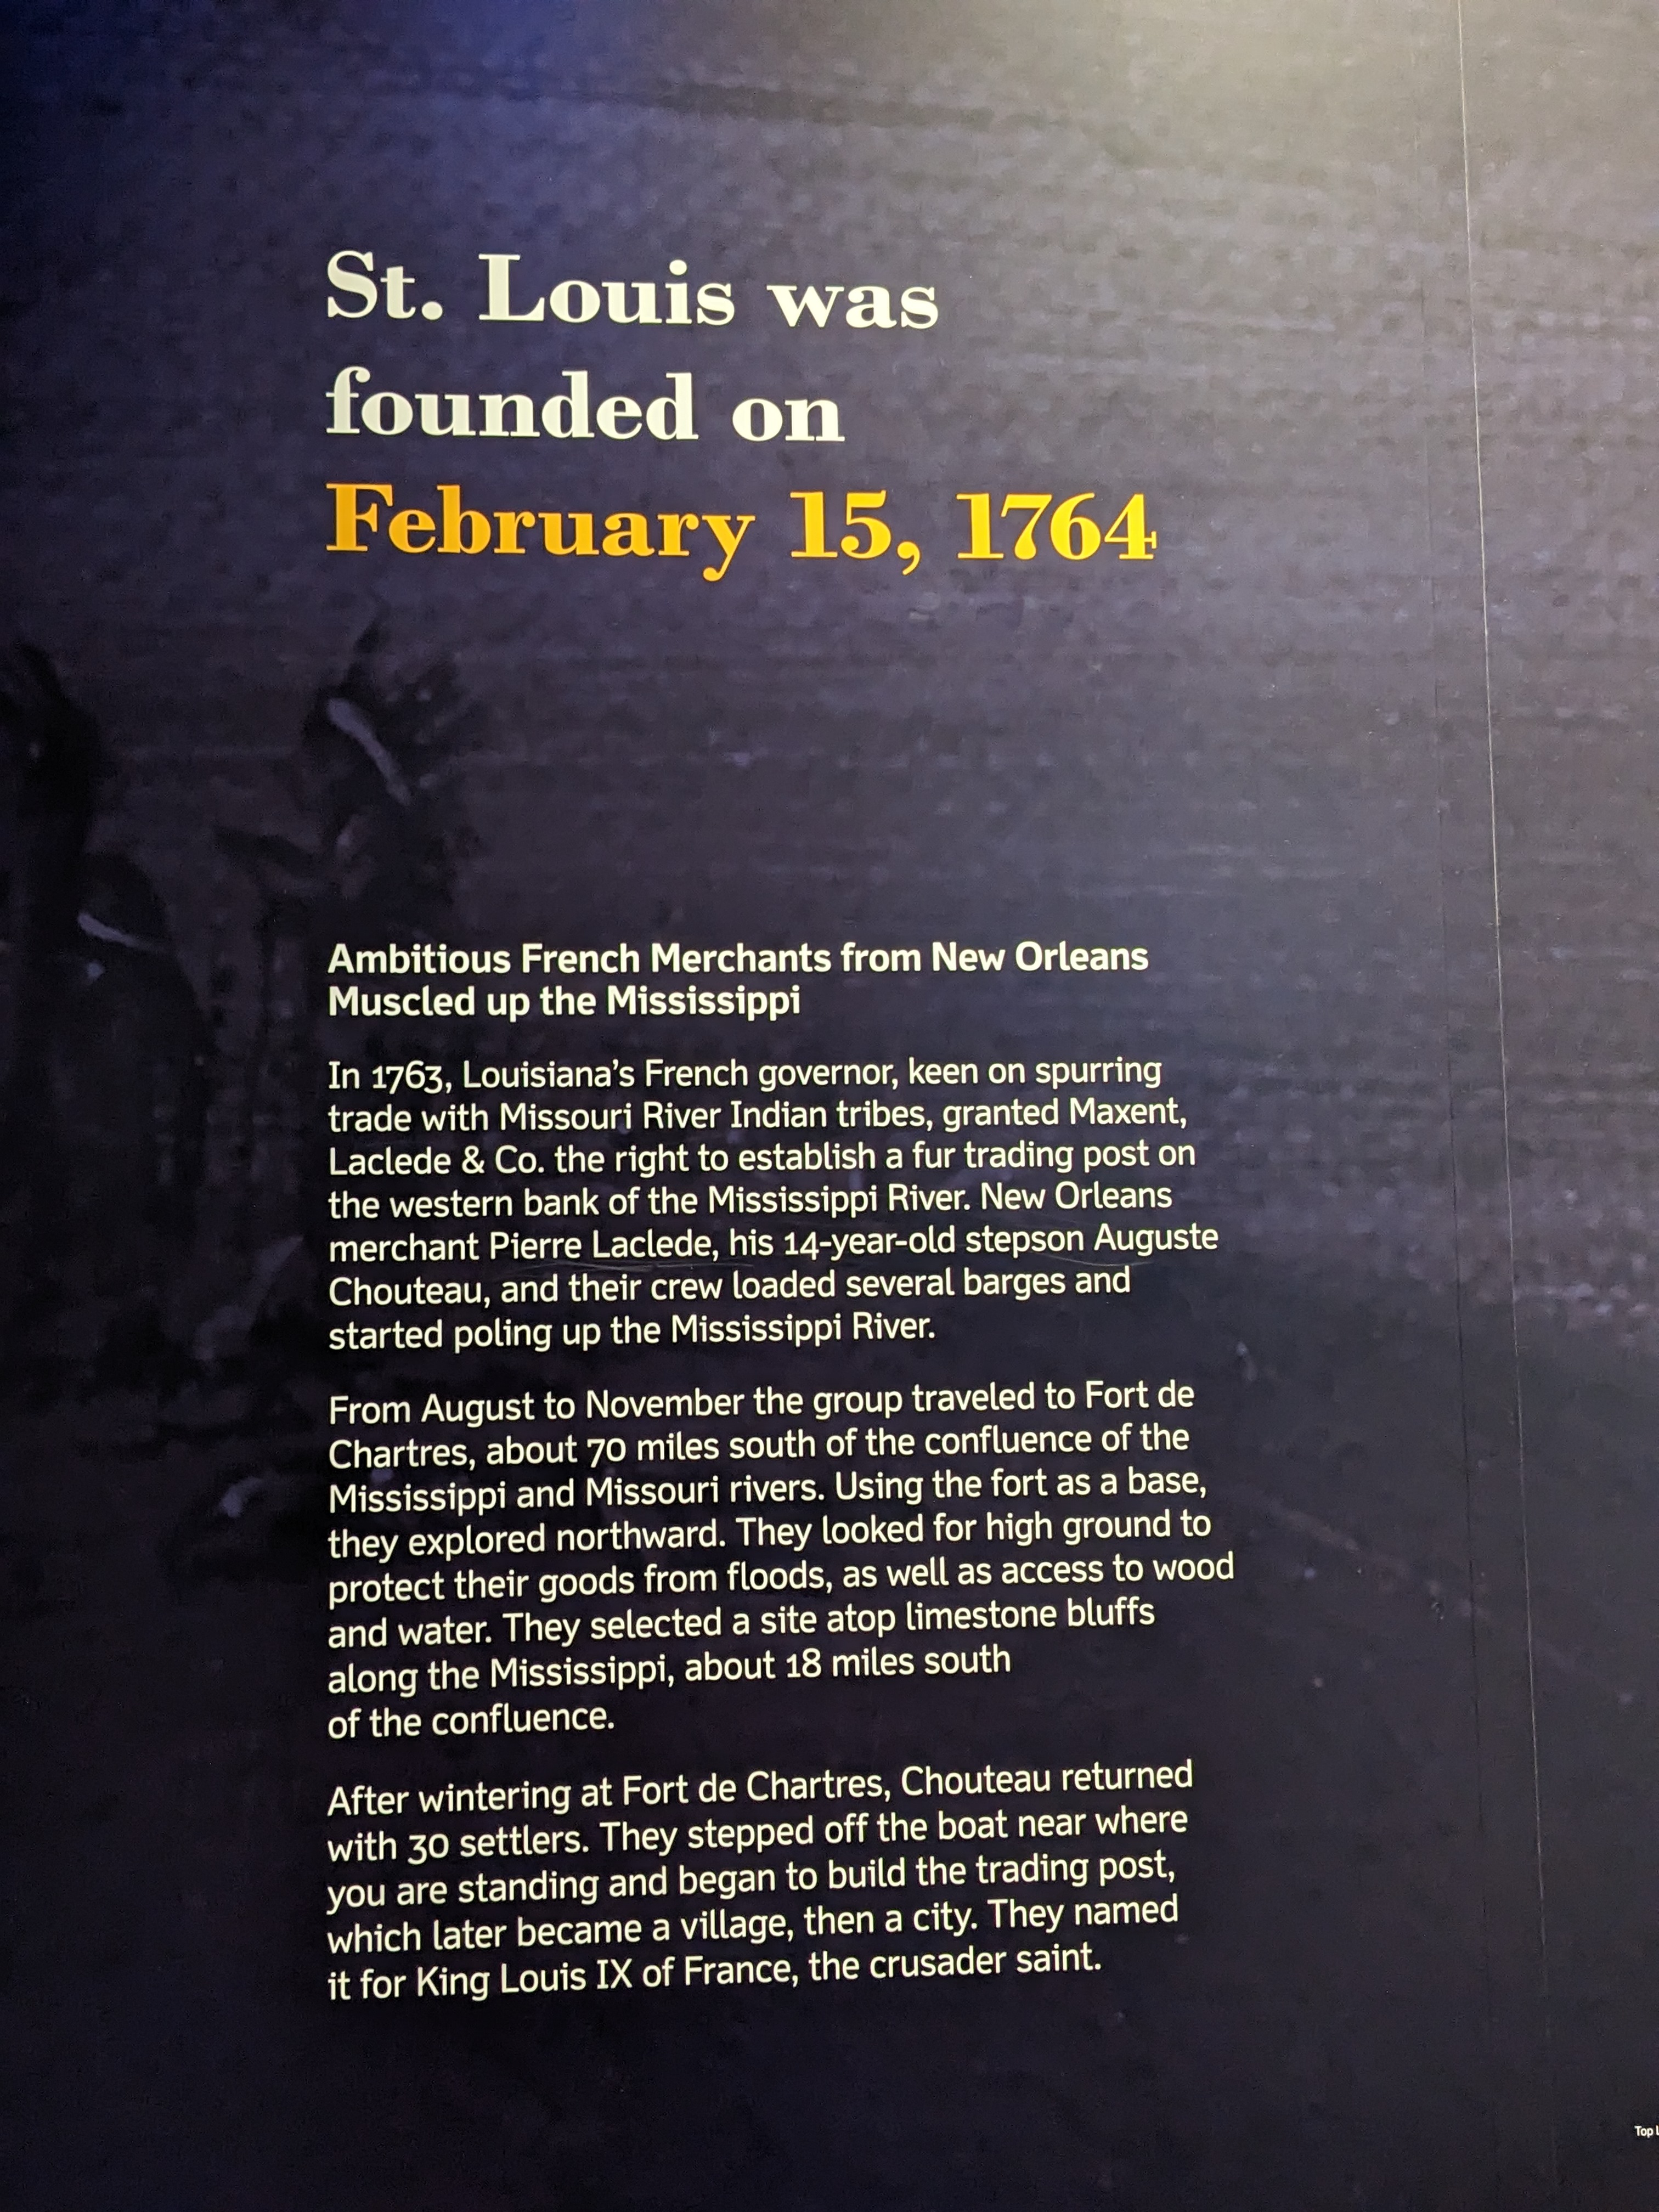 St. Louis was
founded on
February 15, 1764
Ambitious French Merchants from New Orleans
Muscled up the Mississippi
In 1763, Louisiana's French governor, keen on spurring
trade with Missouri River Indian tribes, granted Maxent,
Laclede & Co. the right to establish a fur trading post on
the western bank of the Mississippi River. New Orleans
merchant Pierre Laclede, his 14-year-old stepson Auguste
Chouteau, and their crew loaded several barges and
started poling up the Mississippi River.
From August to November the group traveled to Fort de
Chartres, about 70 miles south of the confluence of the
Mississippi and Missouri rivers. Using the fort as a base,
they explored northward. They looked for high ground to
protect their goods from floods, as well as access to wood
and water. They selected a site atop limestone bluffs
along the Mississippi, about 18 miles south
of the confluence.
After wintering at Fort de Chartres, Chouteau returned
with 30 settlers. They stepped off the boat near where
you are standing and began to build the trading post,
which later became a village, then a city. They named
it for King Louis IX of France, the crusader saint.
Top